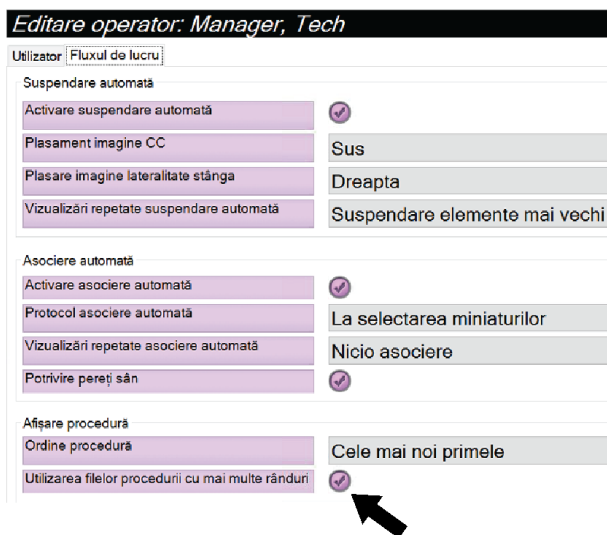 Editare operator: Manager, Tech
Utilizator Fluxul de lucru
Suspendare automată
Activare suspendare automată
Plasament imagine CC Sus
Plasare imagine lateralitate stânga Dreapta
Vizualizări repetate suspendare automată Suspendare elemente mai vechi
Asociere automată
Activare asociere automată
Protocol asociere automată La selectarea miniaturilor
Vizualizări repetate asociere automată Nicio asociere
Potrivire pereți sân
Afișare procedură
Ordine procedură Cele mai noi primele
Utilizarea filelor procedurii cu mai multe rânduri